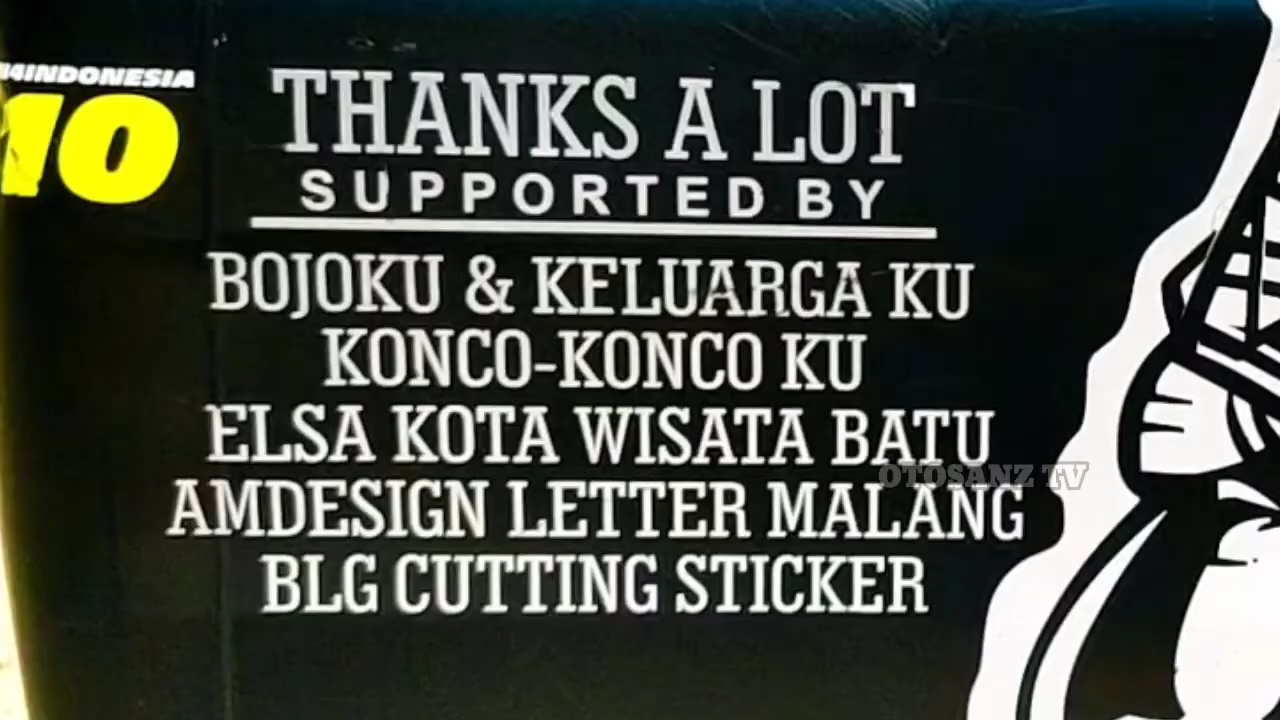 INDONESIA
10
THANKS A LOT
SUPPORTED BY
BOJOKU & KELUARGA KU
KONCO-KONCO KU
ELSA KOTA WISATA BATU
OTOSANZ TV
AMDESIGN LETTER MALANG
BLG CUTTING STICKER